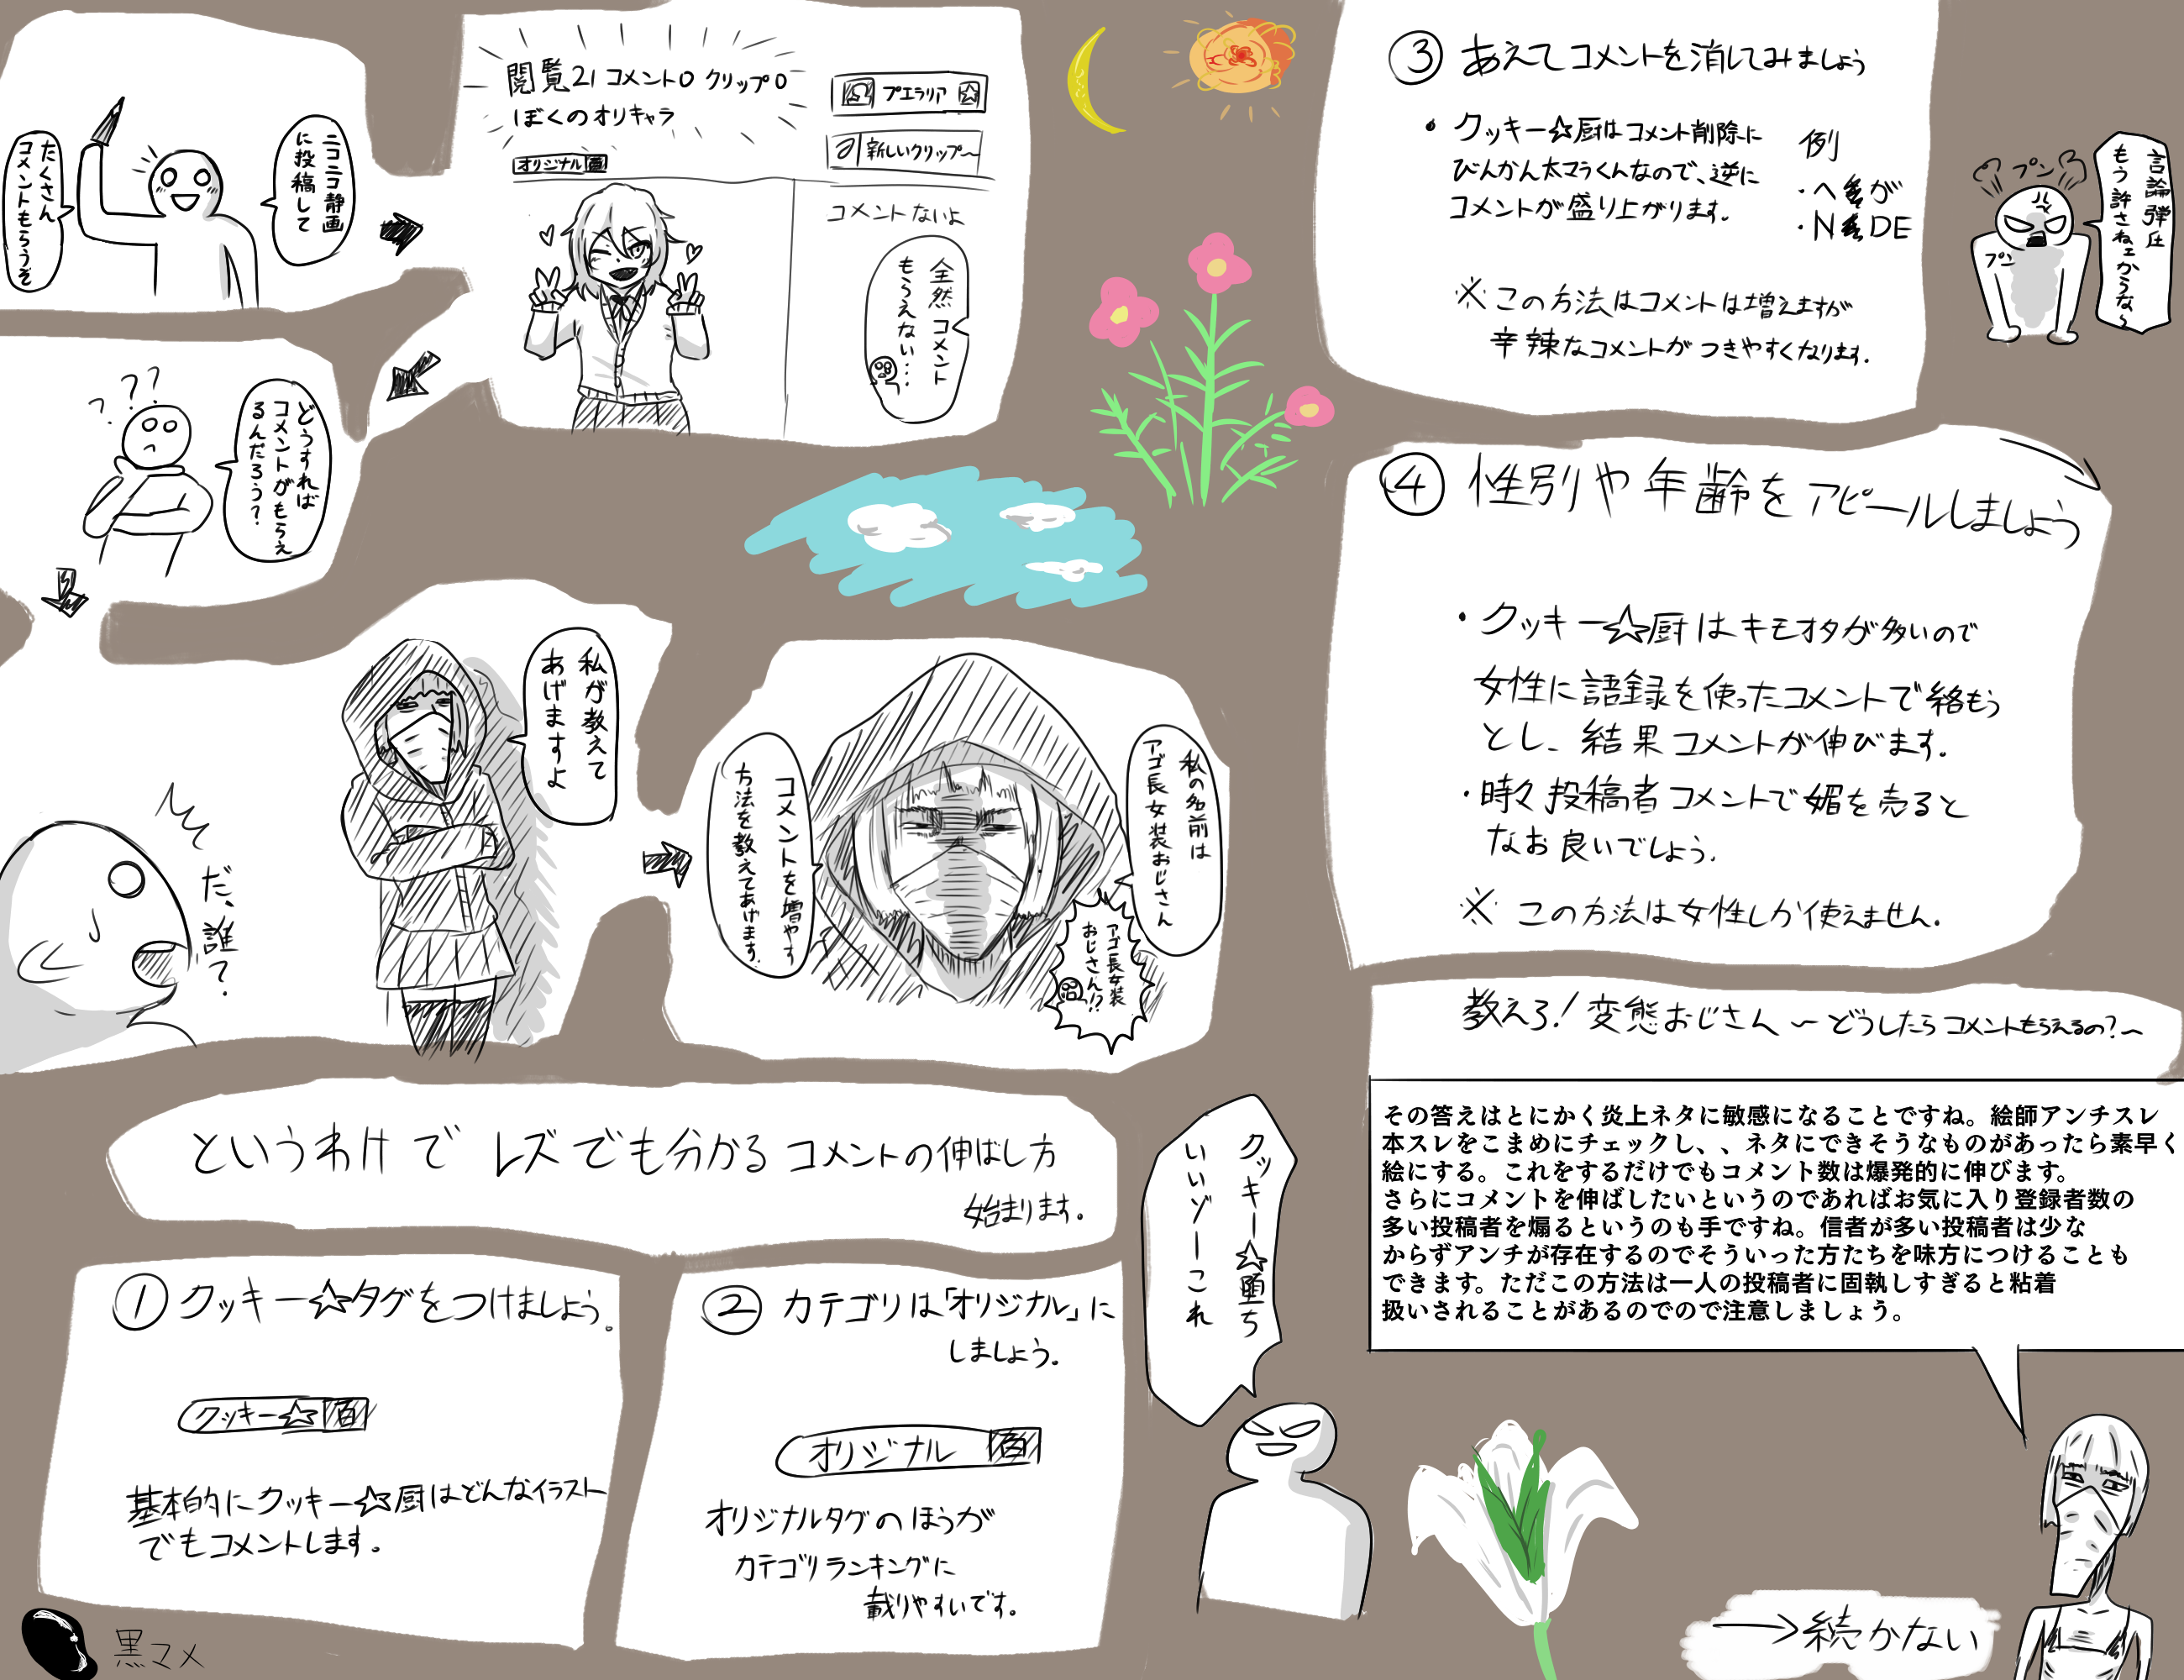 ニコニコ静画
に投稿して
たくさん
コメントもらうぞ
閲覧21 コメント0 クリップ0
ぼくのオリキャラ
オリジナル
プエラリア ☆
新しいクリップ〜
コメントないよ
全然コメント
もらえない・・・
???
どうすれば
コメントがもらえ
るんだろう?
私が教えて
あげますよ
だ、誰?
私の名前は
アゴ長女装おじさん
アゴ長女装
おじさん!?
コメントを増やす
方法を教えてあげます.
というわけで レズでも分かる コメントの伸ばし方
始まります。
① クッキー☆タグをつけましょう。
クッキー☆ 百
基本的にクッキー☆厨はどんなイラスト
でもコメントします。
② カテゴリは「オリジナル」に
しましょう。
オリジナル 百
オリジナルタグのほうが
カテゴリランキングに
載りやすいです。
クッキー☆堕ち
いいゾーこれ
黒マメ
③ あえてコメントを消してみましょう
・クッキー☆厨はコメント削除に
びんかん太マラくんなので、逆に
コメントが盛り上がります。
例
・ヘ が
・N DE
※この方法はコメントは増えますが
辛辣なコメントがつきやすくなります.
プン
プン
言論弾圧
もう許さねェからな〜
④ 性別や年齢をアピールしましょう
・クッキー☆厨はキモオタが多いので
女性に語録を使ったコメントで絡もう
とし、結果コメントが伸びます.
・時々投稿者コメントで媚を売ると
なお良いでしょう.
※ この方法は女性しか使えません.
教えろ!変態おじさん 〜どうしたらコメントもらえるの?〜
その答えはとにかく炎上ネタに敏感になることですね。絵師アンチスレ
本スレをこまめにチェックし、、ネタにできそうなものがあったら素早く
絵にする。これをするだけでもコメント数は爆発的に伸びます。
さらにコメントを伸ばしたいというのであればお気に入り登録者数の
多い投稿者を煽るというのも手ですね。信者が多い投稿者は少な
からずアンチが存在するのでそういった方たちを味方につけることも
できます。ただこの方法は一人の投稿者に固執しすぎると粘着
扱いされることがあるのでので注意しましょう。
→続かない